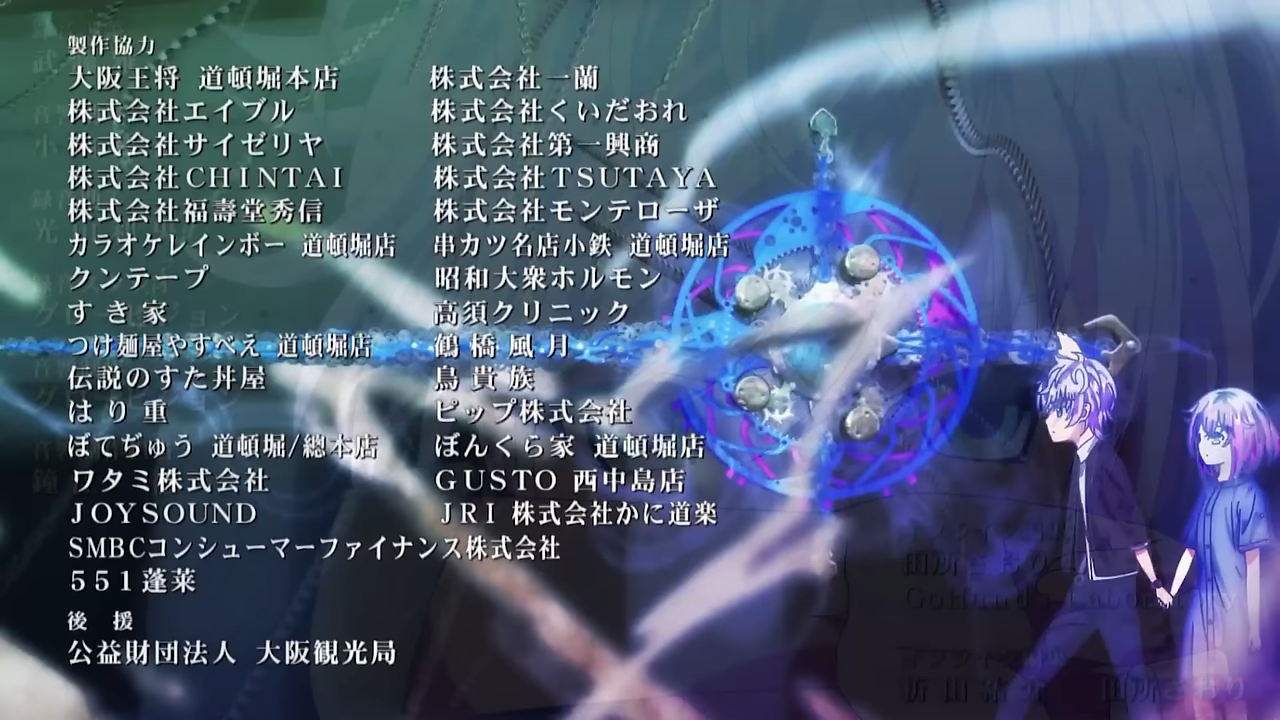 製作協力
大阪王将 道頓堀本店 株式会社一蘭
株式会社エイブル 株式会社くいだおれ
株式会社サイゼリヤ 株式会社第一興商
株式会社CHINTAI 株式会社TSUTAYA
株式会社福壽堂秀信 株式会社モンテローザ
カラオケレインボー 道頓堀店 串カツ名店小鉄 道頓堀店
クンテープ 昭和大衆ホルモン
すき家 高須クリニック
つけ麺屋やすべえ 道頓堀店 鶴橋風月
伝説のすた丼屋 鳥貴族
はり重 ピップ株式会社
ぼてぢゅう 道頓堀/總本店 ぼんくら家 道頓堀店
ワタミ株式会社 GUSTO 西中島店
JOYSOUND JRI 株式会社かに道楽
SMBCコンシューマーファイナンス株式会社
551蓬莱
後 援
公益財団法人 大阪観光局